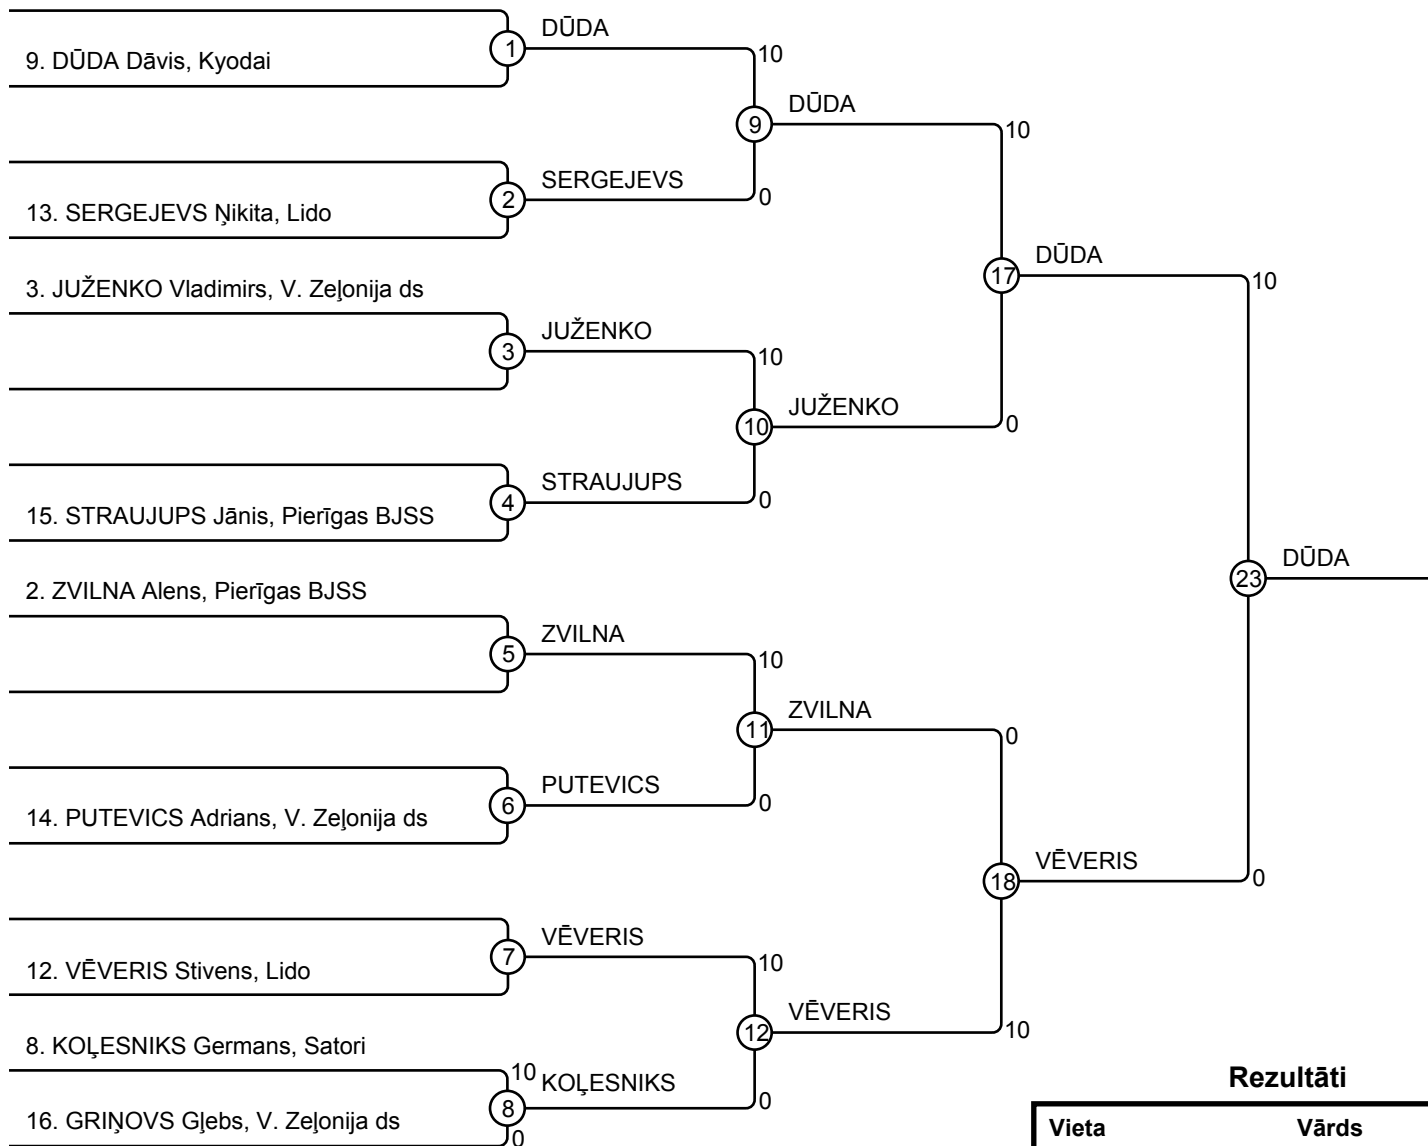 DŪDA
1
10
9. DŪDA Dāvis, Kyodai
DŪDA
9
10
SERGEJEVS
2
0
13. SERGEJEVS Ņikita, Lido
DŪDA
17
10
3. JUŽENKO Vladimirs, V. Zeļonija ds
JUŽENKO
3
10
JUŽENKO
10
0
STRAUJUPS
4
0
15. STRAUJUPS Jānis, Pierīgas BJSS
DŪDA
23
2. ZVILNA Alens, Pierīgas BJSS
ZVILNA
5
10
ZVILNA
11
0
PUTEVICS
6
0
14. PUTEVICS Adrians, V. Zeļonija ds
VĒVERIS
18
0
VĒVERIS
7
10
12. VĒVERIS Stivens, Lido
VĒVERIS
12
10
8. KOĻESNIKS Germans, Satori
10
KOĻESNIKS
8
0
16. GRIŅOVS Gļebs, V. Zeļonija ds
0
Rezultāti
Vieta Vārds